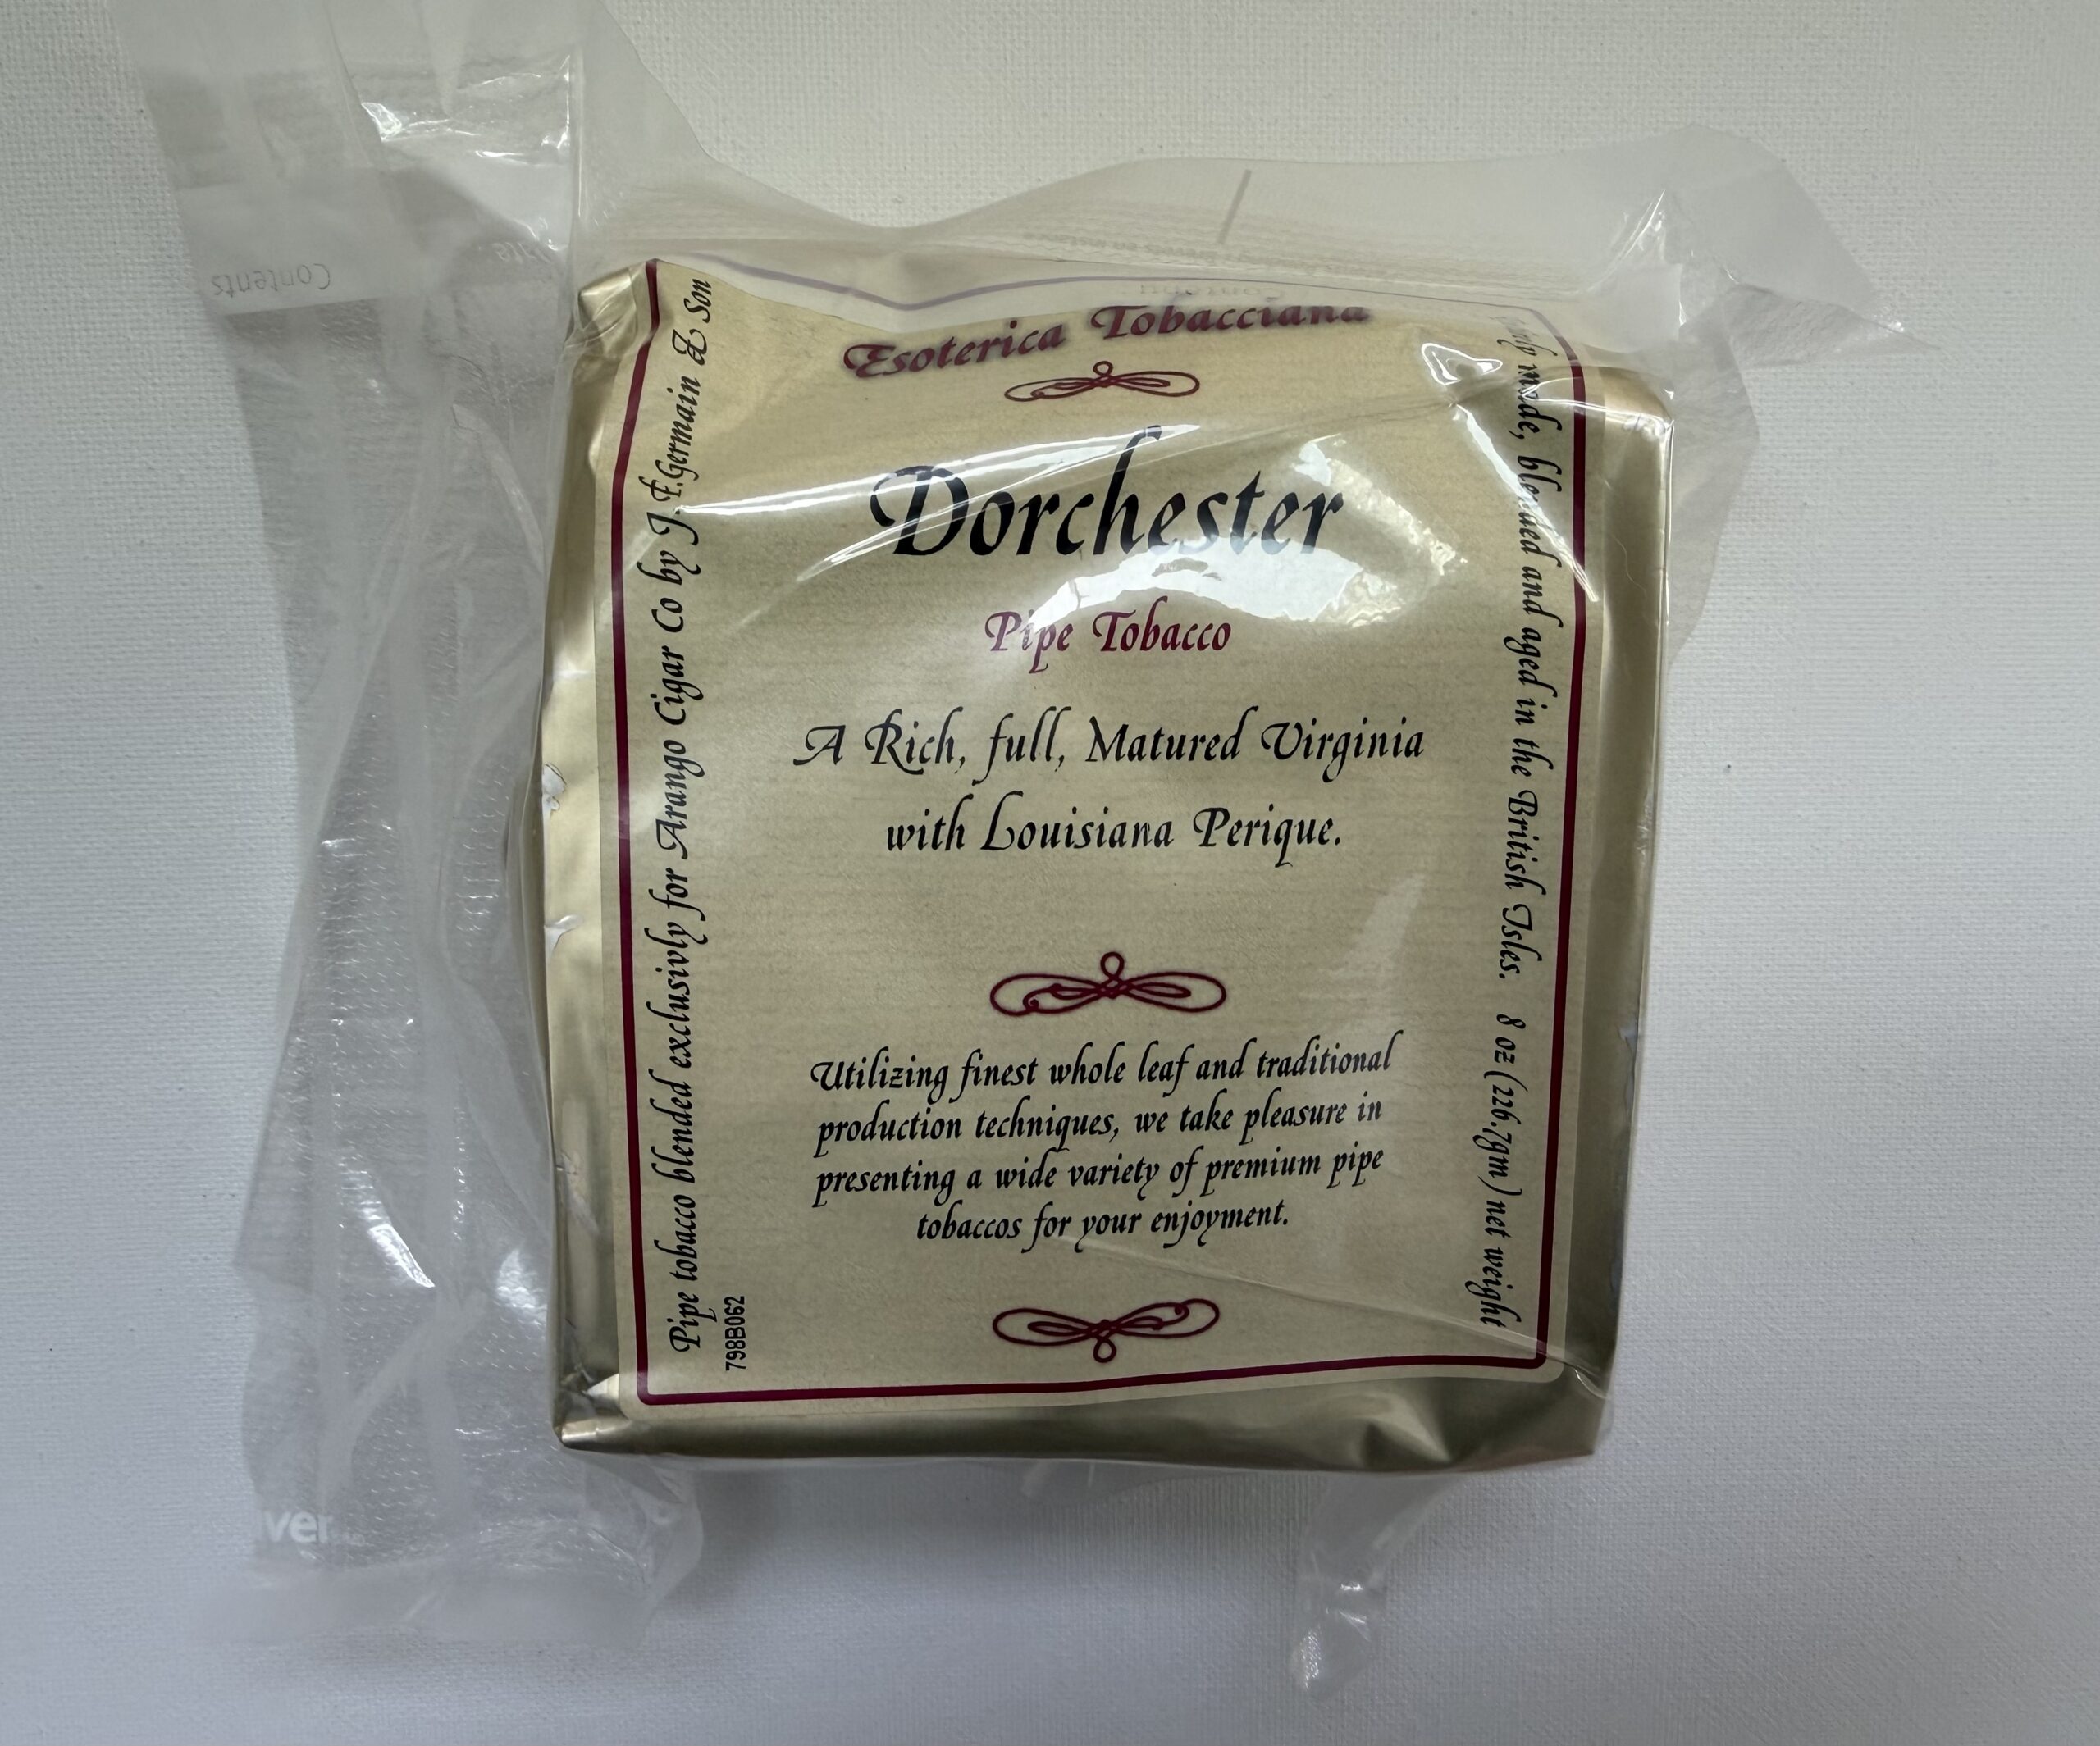 Esoterica Tobacciana
Dorchester
Pipe Tobacco
A Rich, full, Matured Virginia
with Louisiana Perique.
Utilizing finest whole leaf and traditional
production techniques, we take pleasure in
presenting a wide variety of premium pipe
tobaccos for your enjoyment.
Pipe tobacco blended exclusivly for Arango Cigar Co by J.F.Germain & Son
798B062
made, blended and aged in the British Isles. 8 oz (226.7gm) net weight
Contents